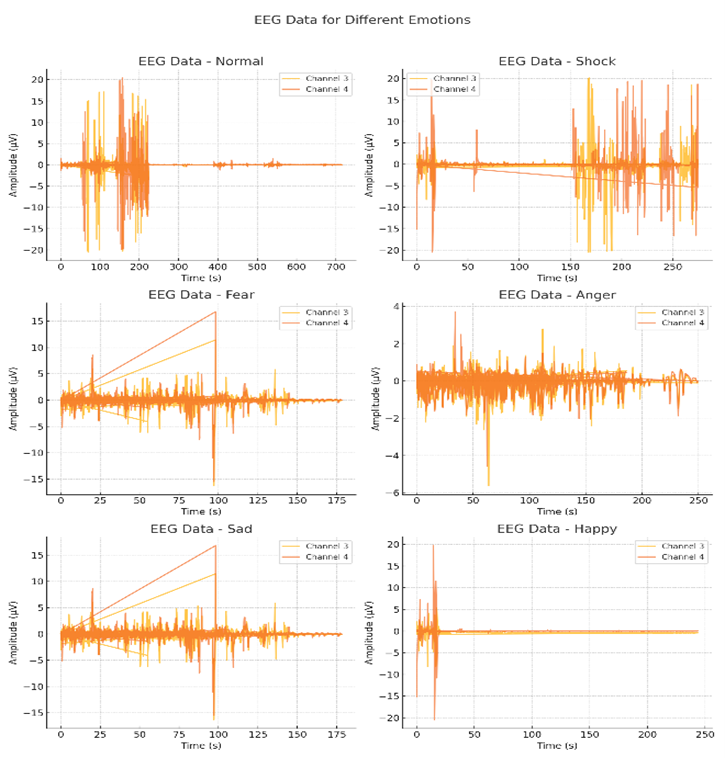 EEG Data for Different Emotions
EEG Data - Normal
Channel 3
Channel 4
Amplitude (µV)
20
15
10
5
0
−5
−10
−15
−20
0 100 200 300 400 500 600 700
Time (s)
EEG Data - Shock
Channel 3
Channel 4
Amplitude (µV)
20
15
10
5
0
−5
−10
−15
−20
0 50 100 150 200 250
Time (s)
EEG Data - Fear
Channel 3
Channel 4
Amplitude (µV)
15
10
5
0
−5
−10
−15
0 25 50 75 100 125 150 175
Time (s)
EEG Data - Anger
Channel 3
Channel 4
Amplitude (µV)
4
2
0
−2
−4
−6
0 50 100 150 200 250
Time (s)
EEG Data - Sad
Channel 3
Channel 4
Amplitude (µV)
15
10
5
0
−5
−10
−15
0 25 50 75 100 125 150 175
Time (s)
EEG Data - Happy
Channel 3
Channel 4
Amplitude (µV)
20
15
10
5
0
−5
−10
−15
−20
0 50 100 150 200 250
Time (s)